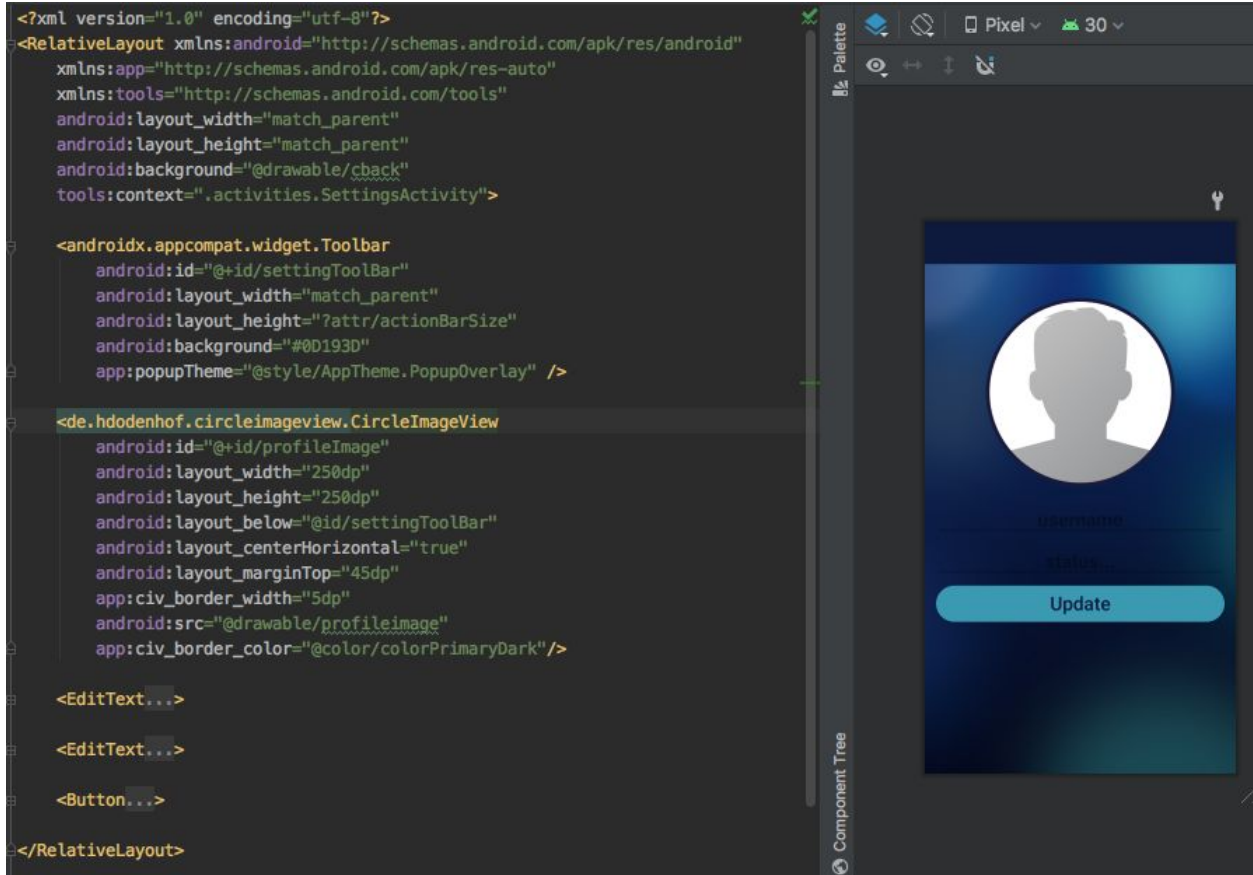 <?xml version="1.0" encoding="utf-8"?>
<RelativeLayout xmlns:android="http://schemas.android.com/apk/res/android"
    xmlns:app="http://schemas.android.com/apk/res-auto"
    xmlns:tools="http://schemas.android.com/tools"
    android:layout_width="match_parent"
    android:layout_height="match_parent"
    android:background="@drawable/cback"
    tools:context=".activities.SettingsActivity">
    <androidx.appcompat.widget.Toolbar
        android:id="@+id/settingToolBar"
        android:layout_width="match_parent"
        android:layout_height="?attr/actionBarSize"
        android:background="#0D193D"
        app:popupTheme="@style/AppTheme.PopupOverlay" />
    <de.hdodenhof.circleimageview.CircleImageView
        android:id="@+id/profileImage"
        android:layout_width="250dp"
        android:layout_height="250dp"
        android:layout_below="@id/settingToolBar"
        android:layout_centerHorizontal="true"
        android:layout_marginTop="45dp"
        app:civ_border_width="5dp"
        android:src="@drawable/profileimage"
        app:civ_border_color="@color/colorPrimaryDark"/>
    <EditText...>
    <EditText...>
    <Button...>
</RelativeLayout>
Palette
Component Tree
Pixel 30
username
status...
Update